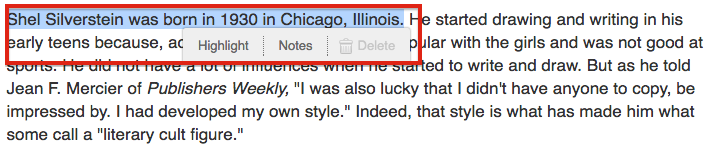 Shel Silverstein was born in 1930 in Chicago, Illinois. He started drawing and writing in his
early teens because, ac pular with the girls and was not good at
Highlight Notes Delete
sports. He did not have a lot of influences when he started to write and draw. But as he told
Jean F. Mercier of Publishers Weekly, "I was also lucky that I didn't have anyone to copy, be
impressed by. I had developed my own style." Indeed, that style is what has made him what
some call a "literary cult figure."